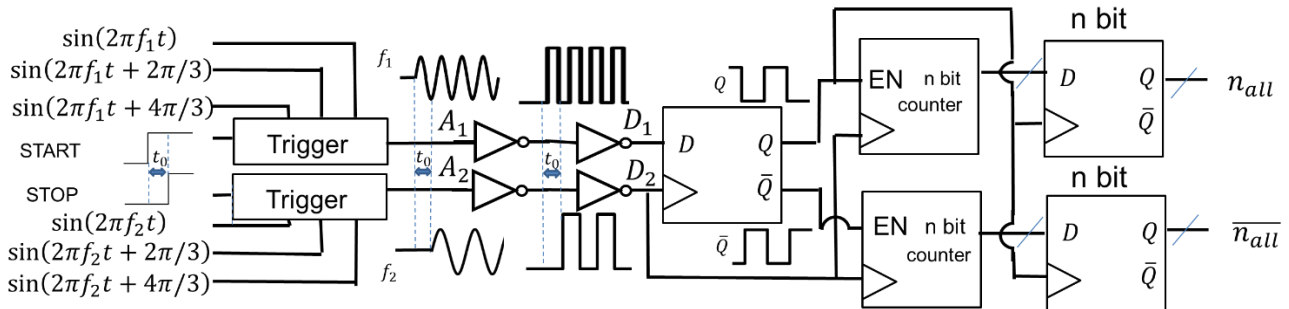 sin(2πf₁t)
sin(2πf₁t + 2π/3)
sin(2πf₁t + 4π/3)
START
t₀
STOP
sin(2πf₂t)
sin(2πf₂t + 2π/3)
sin(2πf₂t + 4π/3)
Trigger
Trigger
f₁
t₀
f₂
A₁
A₂
t₀
D₁
D₂
D Q
Q̄
Q
Q̄
EN n bit
counter
EN n bit
counter
n bit
D Q
Q̄
n bit
D Q
Q̄
n_all
n̅_̅a̅l̅l̅